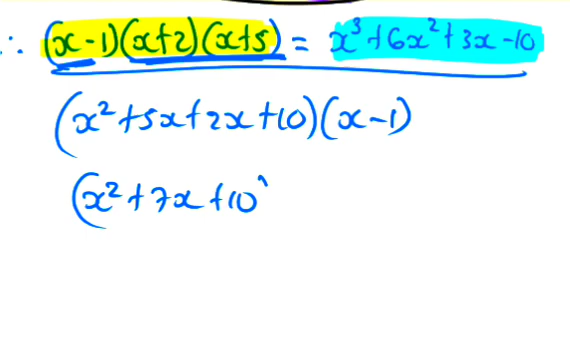 ∴ (x-1)(x+2)(x+5) = x³+6x²+3x-10
(x²+5x+2x+10)(x-1)
(x²+7x+10